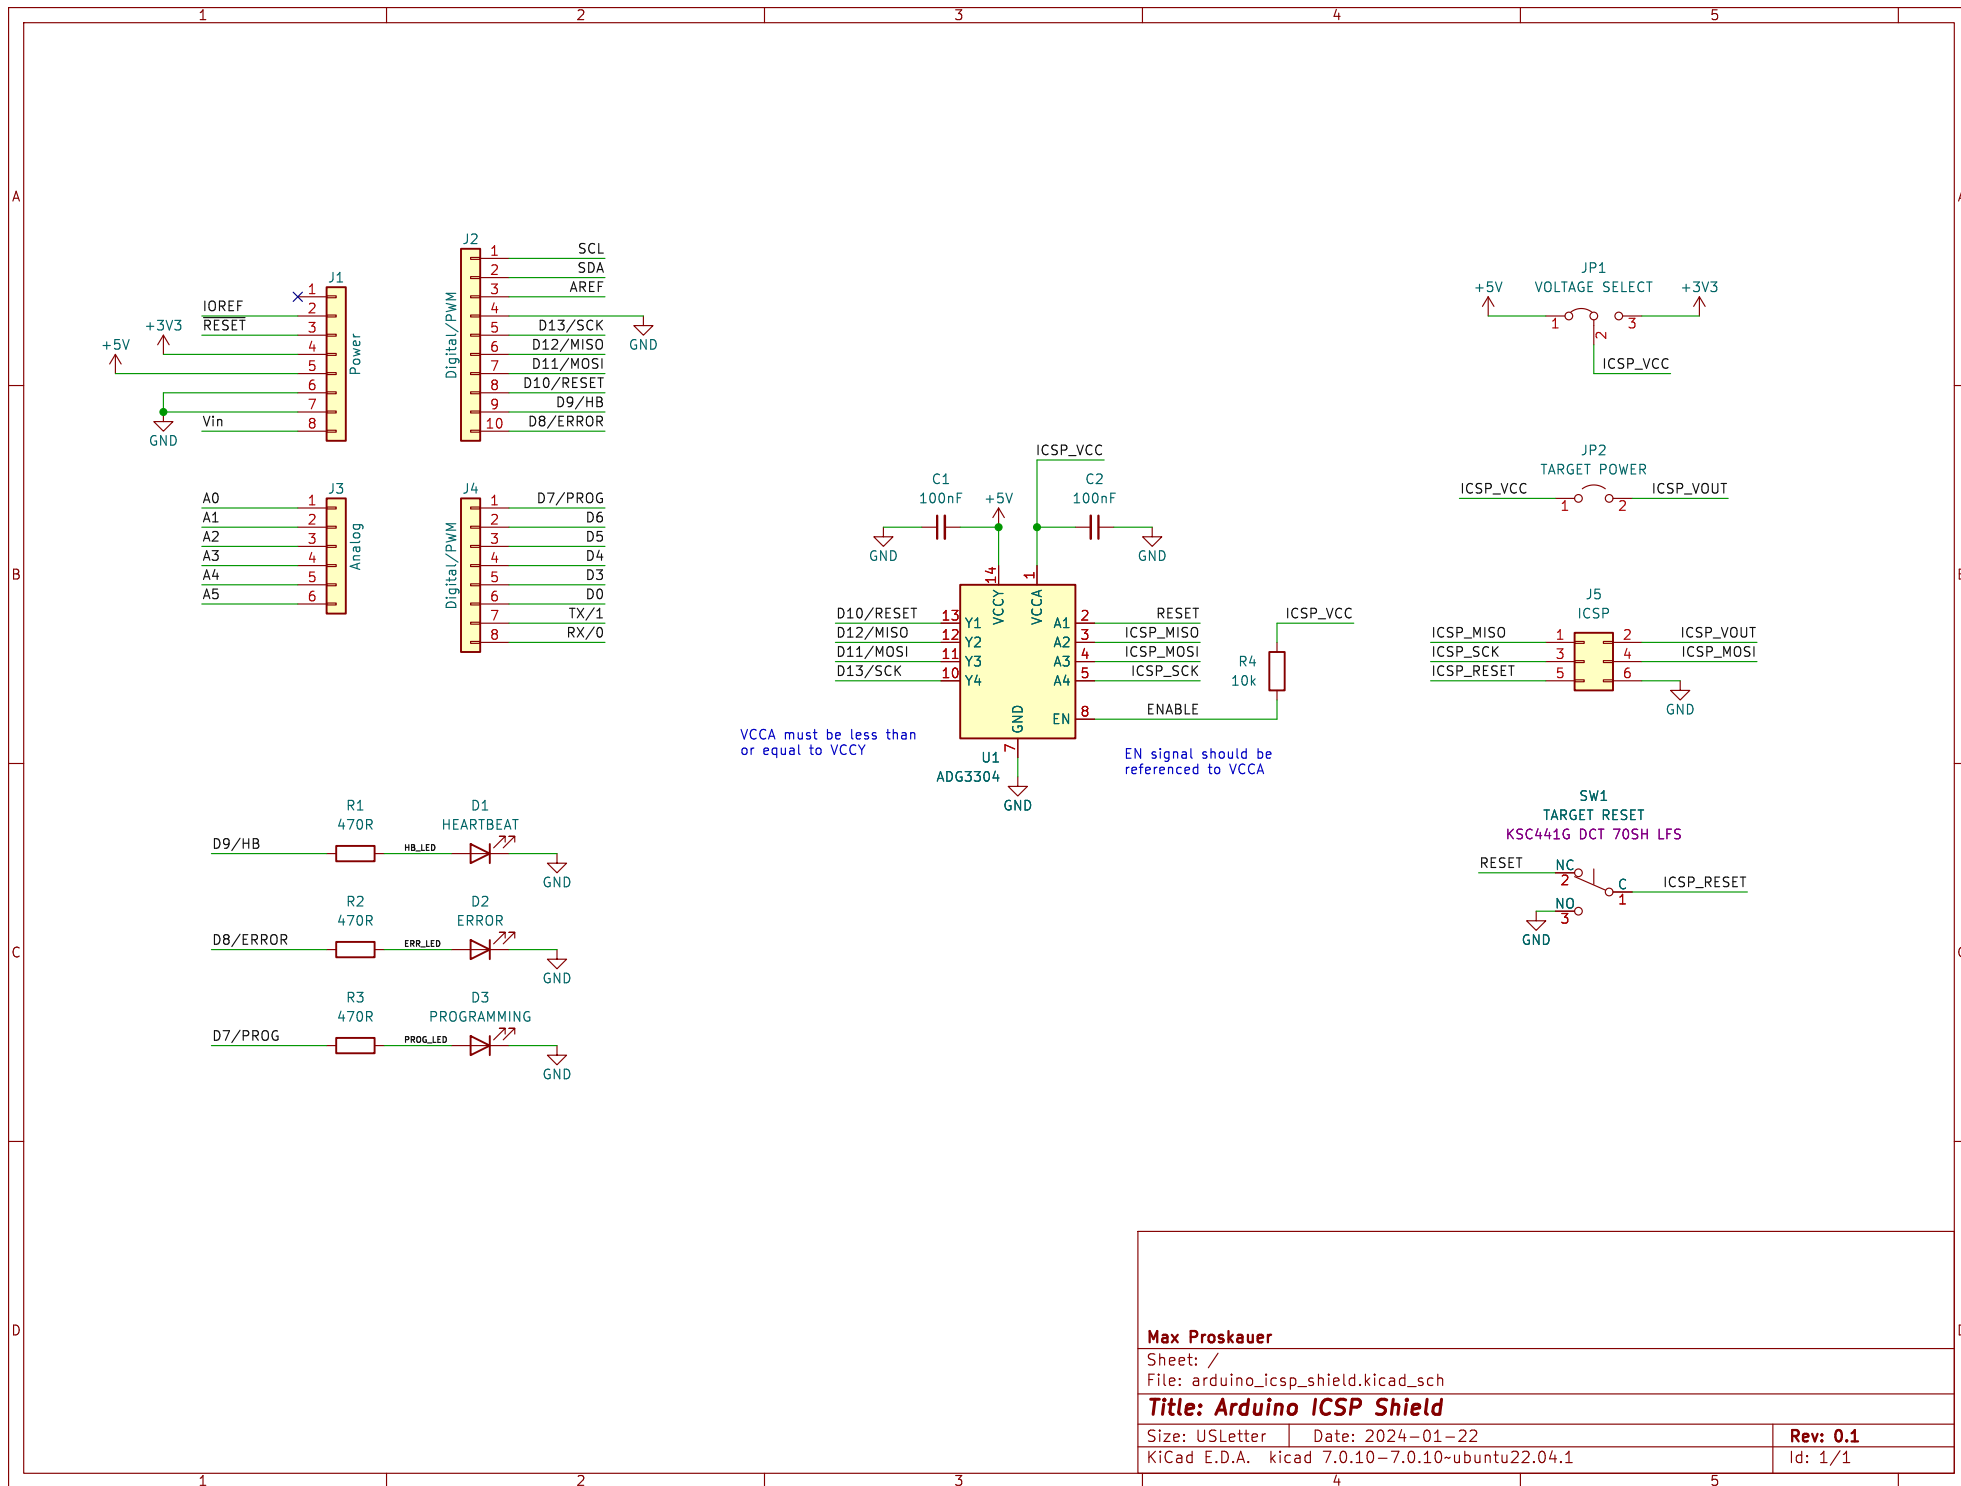 1 2 3 4 5
A
B
C
D
J1
Power
1
2
3
4
5
6
7
8
IOREF
RESET
+3V3
+5V
Vin
GND
J2
Digital/PWM
1 SCL
2 SDA
3 AREF
4
GND
5 D13/SCK
6 D12/MISO
7 D11/MOSI
8 D10/RESET
9 D9/HB
10 D8/ERROR
J3
Analog
A0 1
A1 2
A2 3
A3 4
A4 5
A5 6
J4
Digital/PWM
1 D7/PROG
2 D6
3 D5
4 D4
5 D3
6 D0
7 TX/1
8 RX/0
R1
470R
D1
HEARTBEAT
D9/HB
HB_LED
GND
R2
470R
D2
ERROR
D8/ERROR
ERR_LED
GND
R3
470R
D3
PROGRAMMING
D7/PROG
PROG_LED
GND
ICSP_VCC
C1
100nF
+5V
C2
100nF
GND
GND
14
1
VCCY
VCCA
D10/RESET 13 Y1
D12/MISO 12 Y2
D11/MOSI 11 Y3
D13/SCK 10 Y4
A1 2 RESET
A2 3 ICSP_MISO
A3 4 ICSP_MOSI
A4 5 ICSP_SCK
EN 8 ENABLE
GND
7
U1
ADG3304
GND
ICSP_VCC
R4
10k
VCCA must be less than
or equal to VCCY
EN signal should be
referenced to VCCA
JP1
VOLTAGE SELECT
+5V
+3V3
1
2
3
ICSP_VCC
JP2
TARGET POWER
ICSP_VCC
ICSP_VOUT
1 2
J5
ICSP
ICSP_MISO 1 2 ICSP_VOUT
ICSP_SCK 3 4 ICSP_MOSI
ICSP_RESET 5 6
GND
SW1
TARGET RESET
KSC441G DCT 70SH LFS
RESET
NC
2
C
1
ICSP_RESET
NO
3
GND
Max Proskauer
Sheet: /
File: arduino_icsp_shield.kicad_sch
Title: Arduino ICSP Shield
Size: USLetter Date: 2024-01-22 Rev: 0.1
KiCad E.D.A. kicad 7.0.10-7.0.10~ubuntu22.04.1 Id: 1/1
1 2 3 4 5